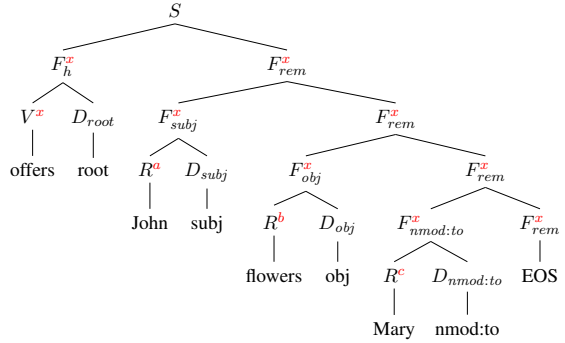 S
F_h^x F_rem^x
V^x D_root F_subj^x F_rem^x
offers root R^a D_subj F_obj^x F_rem^x
John subj R^b D_obj F_nmod:to^x F_rem^x
flowers obj R^c D_nmod:to EOS
Mary nmod:to